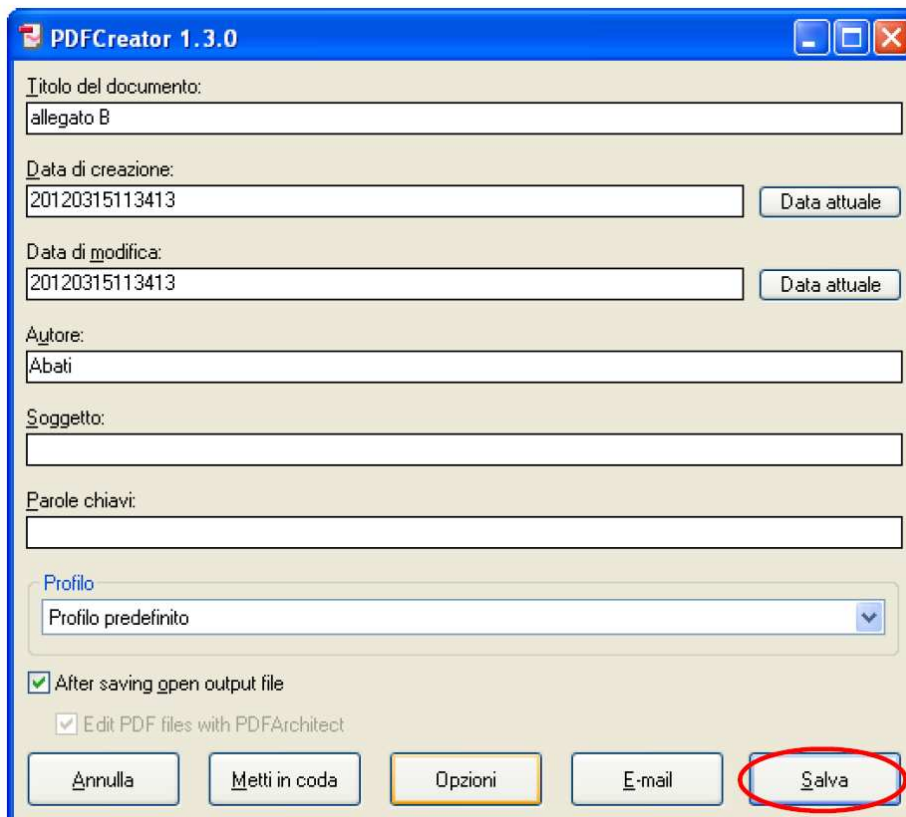 PDFCreator 1.3.0
Titolo del documento:
allegato B
Data di creazione:
20120315113413 Data attuale
Data di modifica:
20120315113413 Data attuale
Autore:
Abati
Soggetto:
Parole chiavi:
Profilo
Profilo predefinito
After saving open output file
Edit PDF files with PDFArchitect
Annulla Metti in coda Opzioni E-mail Salva